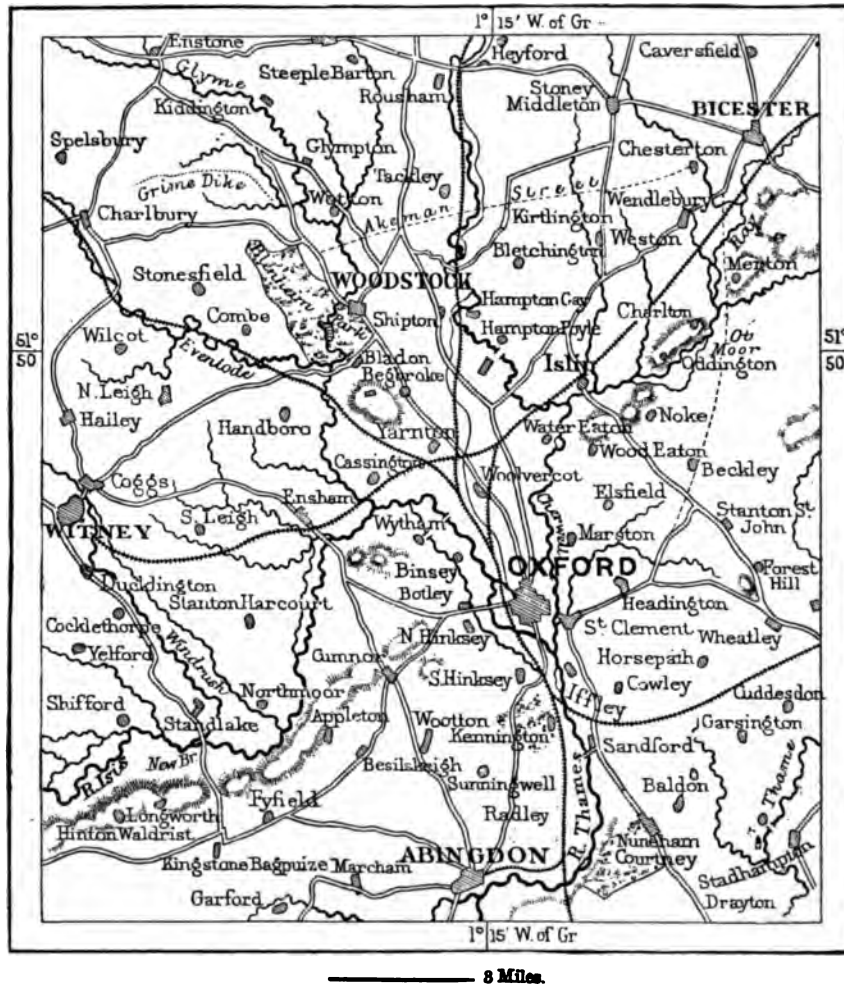 1° 15' W. of Gr
Enstone
Heyford
Caversfield
Glyme
Steeple Barton
Rousham
Stoney
Middleton
BICESTER
Kiddington
Spelsbury
Glympton
Chesterton
Tackley
Grime Dike
Wotton
Akeman Street
Kirtlington
Wendlebury
Charlbury
Weston
Ray
Bletchington
Merton
Stonesfield
Blenheim Park
WOODSTOCK
Hampton Gay
Charlton
Combe
Shipton
Hampton Poyle
51°
50
Wilcot
Evenlode
Bladon
Islip
Ot Moor
Oddington
51°
50
N. Leigh
Begbroke
Hailey
Handboro
Yarnton
Water Eaton
Noke
Wood Eaton
Cassington
Woolvercot
Beckley
Coggs
Ensham
Elsfield
WITNEY
S. Leigh
Wytham
Charwell
Marston
Stanton St
John
Binsey
OXFORD
Forest
Hill
Ducklington
Stanton Harcourt
Botley
Headington
Cocklethorpe
N. Hinksey
St Clement
Wheatley
Yelford
Windrush
Cumnor
Horsepath
S. Hinksey
Cowley
Shifford
Northmoor
Iffley
Cuddesdon
Standlake
Appleton
Wootton
Kennington
Garsington
R. Isis
New Br.
Sandford
Besilsleigh
Sunningwell
Baldon
Thame
Longworth
Fyfield
Radley
R. Thames
Hinton Waldrist
Nuneham
Courtney
Kingstone Bagpuize
Marcham
ABINGDON
Stadhampton
Garford
Drayton
1° 15' W. of Gr
3 Miles.